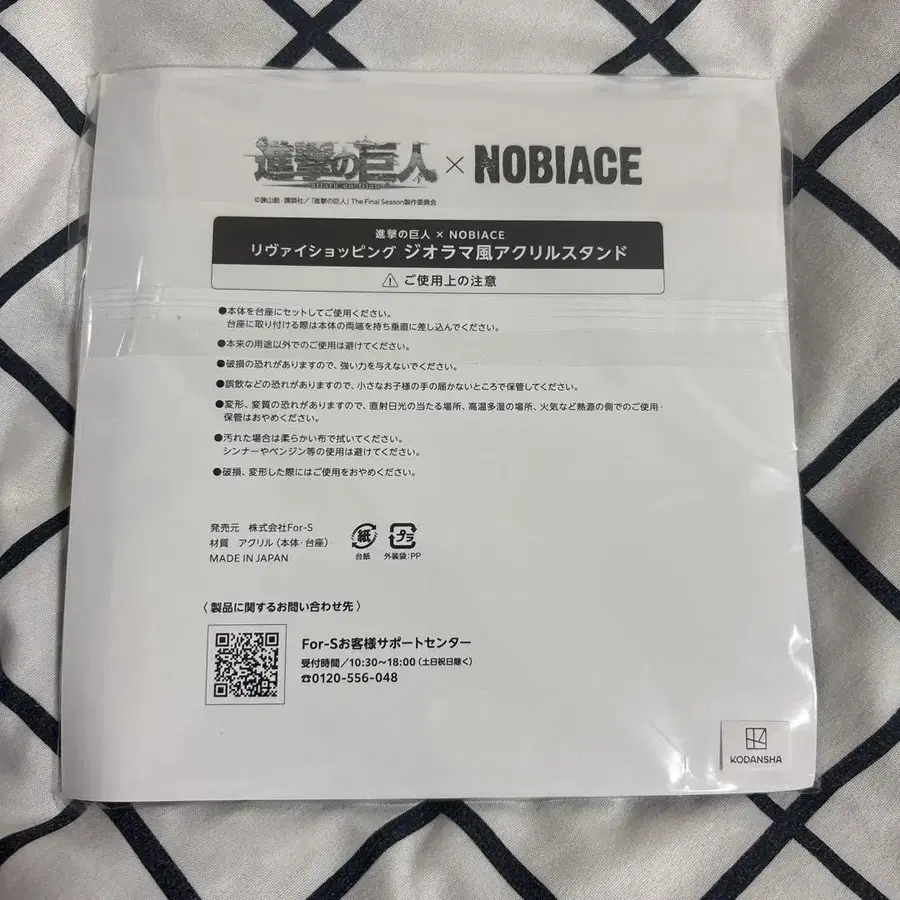 進撃の巨人 × NOBIACE
attack on titan
©諫山創・講談社/「進撃の巨人」The Final Season製作委員会
進撃の巨人 × NOBIACE
リヴァイショッピング ジオラマ風アクリルスタンド
⚠ ご使用上の注意
●本体を台座にセットしてご使用ください。
台座に取り付ける際は本体の両端を持ち垂直に差し込んでください。
●本来の用途以外でのご使用は避けてください。
●破損の恐れがありますので、強い力を与えないでください。
●誤飲などの恐れがありますので、小さなお子様の手の届かないところで保管してください。
●変形、変質の恐れがありますので、直射日光の当たる場所、高温多湿の場所、火気など熱源の側でのご使用・
保管はおやめください。
●汚れた場合は柔らかい布で拭いてください。
シンナーやベンジン等の使用は避けてください。
●破損、変形した際にはご使用をおやめください。
発売元 株式会社For-S
材質 アクリル(本体・台座)
MADE IN JAPAN
紙
台紙
プラ
外装袋:PP
〈 製品に関するお問い合わせ先 〉
For-Sお客様サポートセンター
受付時間/10:30~18:00(土日祝日除く)
☎0120-556-048
KODANSHA